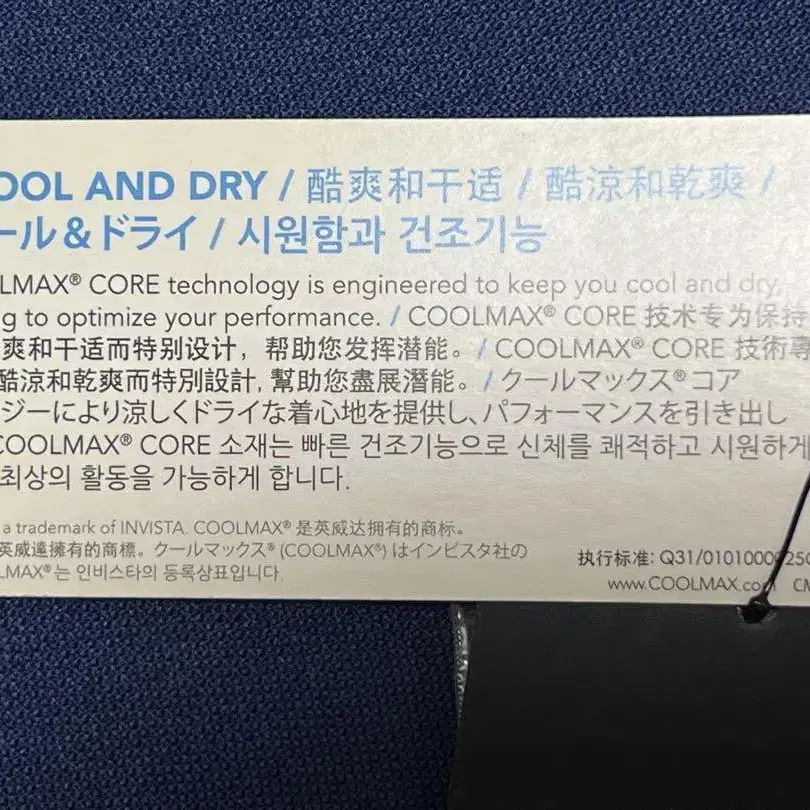 OOL AND DRY / 酷爽和干适 / 酷涼和乾爽 /
ール&ドライ / 시원함과 건조기능
LMAX® CORE technology is engineered to keep you cool and dry,
g to optimize your performance. / COOLMAX® CORE 技术专为保持
爽和干适而特别设计，帮助您发挥潜能。/ COOLMAX® CORE 技術專
酷涼和乾爽而特別設計, 幫助您盡展潛能。/ クールマックス®コア
ジーにより涼しくドライな着心地を提供し、パフォーマンスを引き出し
COOLMAX® CORE 소재는 빠른 건조기능으로 신체를 쾌적하고 시원하게
최상의 활동을 가능하게 합니다.
a trademark of INVISTA. COOLMAX® 是英威达拥有的商标。
英威達擁有的商標。クールマックス® (COOLMAX®) はインビスタ社の
LMAX®는 인비스타의 등록상표입니다.
执行标准: Q31/0101000
www.COOLMAX.com CM